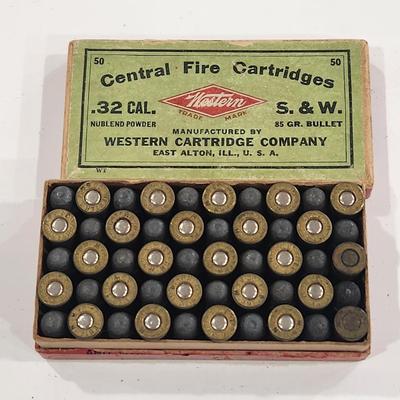 50 50
Central Fire Cartridges
.32 CAL. Western S. & W.
TRADE MARK
NUBLEND POWDER 85 GR. BULLET
MANUFACTURED BY
WESTERN CARTRIDGE COMPANY
EAST ALTON, ILL., U. S. A.
WT